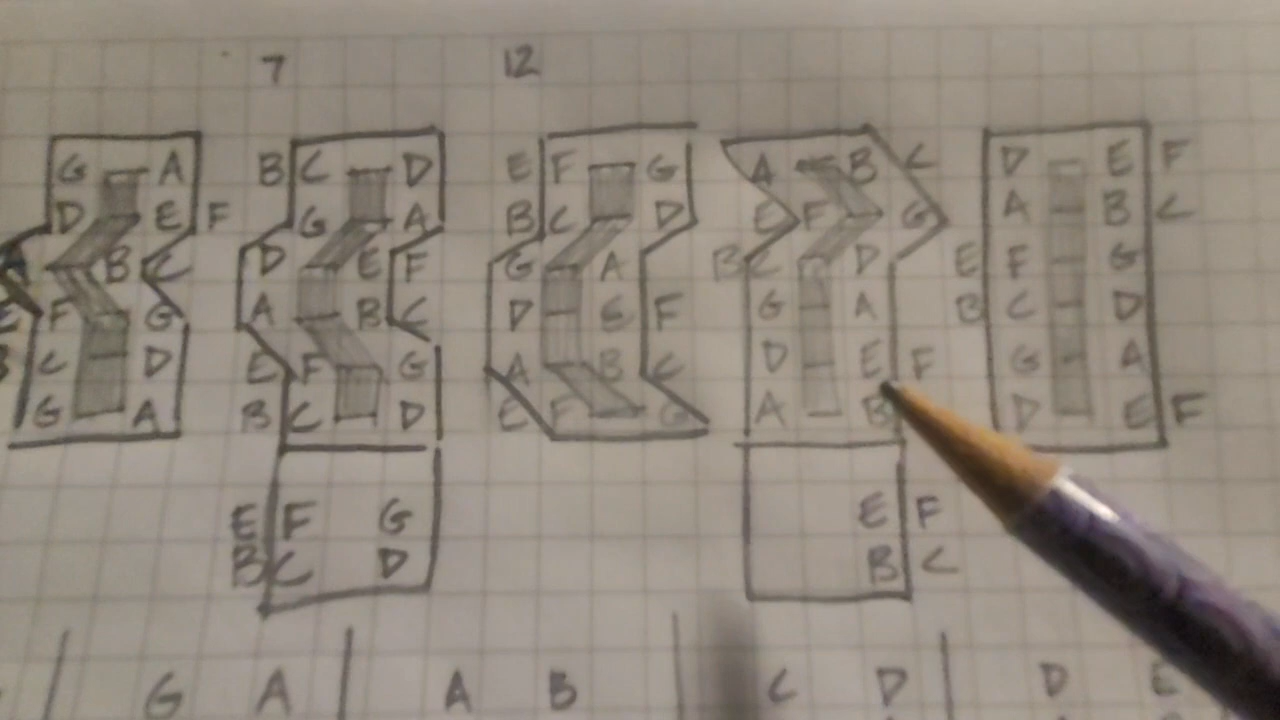 7 12
G A B C D E F G A B C D E F
D E F G A B C D E F G A B C
A B C D E F G A B C D E F G
E F G A B C D G F G A B C D
B C D E F G A B C D E F G A
G A B C D E F G A B D E F
E F G E F
B C D B C
G A A B C D D E